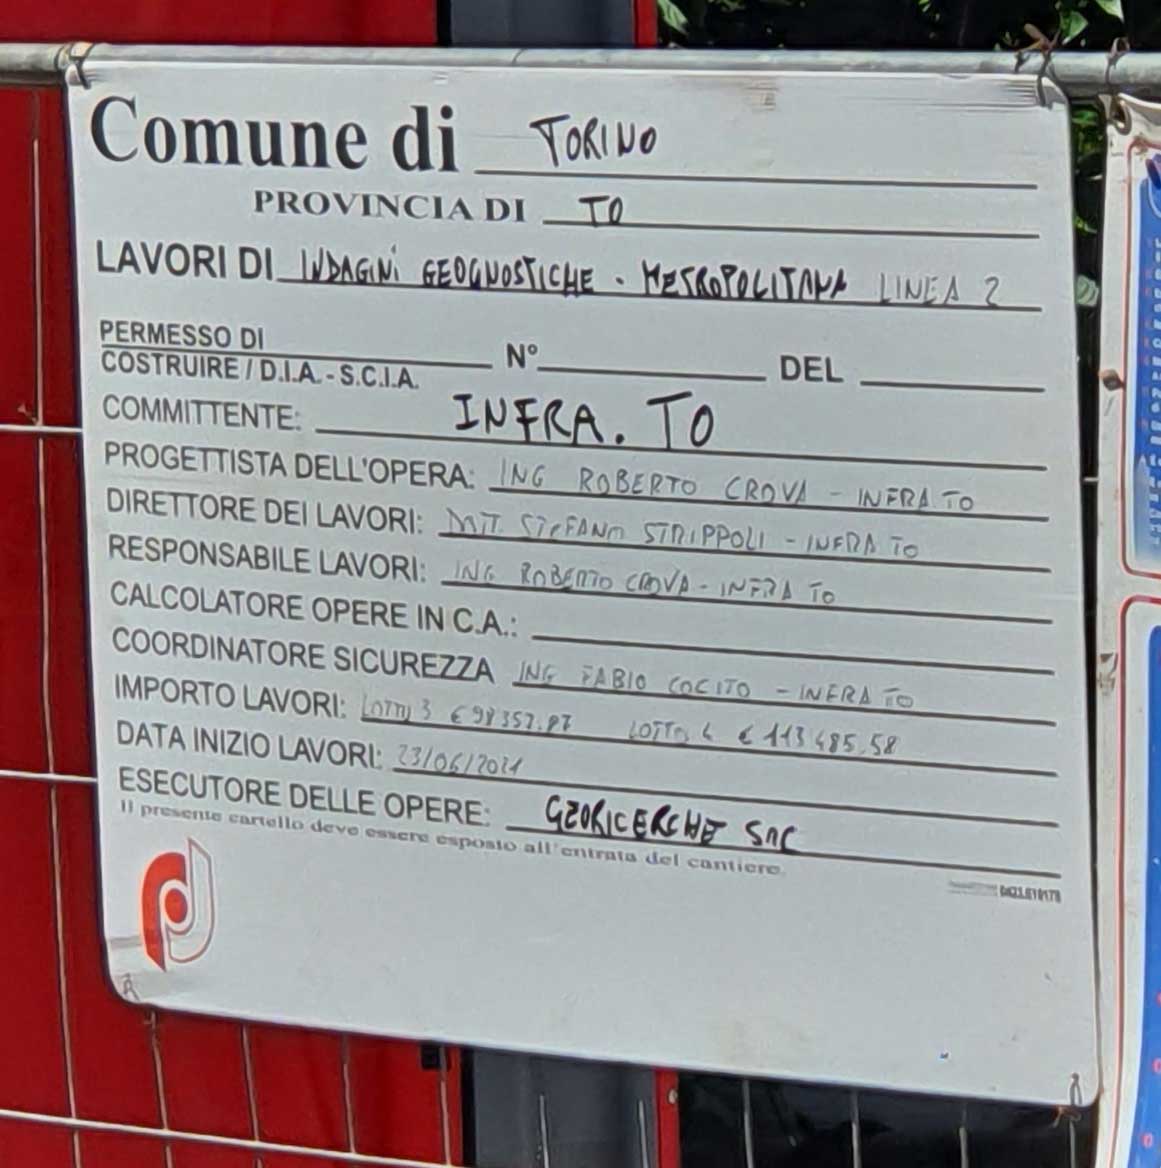 Comune di TORINO
PROVINCIA DI TO
LAVORI DI INDAGINI GEOGNOSTICHE . METROPOLITANA LINEA 2
PERMESSO DI
COSTRUIRE / D.I.A. - S.C.I.A. N° DEL
COMMITTENTE: INFRA. TO
PROGETTISTA DELL'OPERA: ING ROBERTO CROVA - INFRA TO
DIRETTORE DEI LAVORI: STEFANO STRIPPOLI - INFRA TO
RESPONSABILE LAVORI: ING ROBERTO CROVA - INFRA TO
CALCOLATORE OPERE IN C.A.:
COORDINATORE SICUREZZA ING FABIO COCITO - INFRA TO
IMPORTO LAVORI: LOTTO 3 € 98357.87 LOTTO 4 € 113485.58
DATA INIZIO LAVORI: 23/06/2021
ESECUTORE DELLE OPERE: GEORICERCHE Snc
Il presente cartello deve essere esposto all'entrata del cantiere.